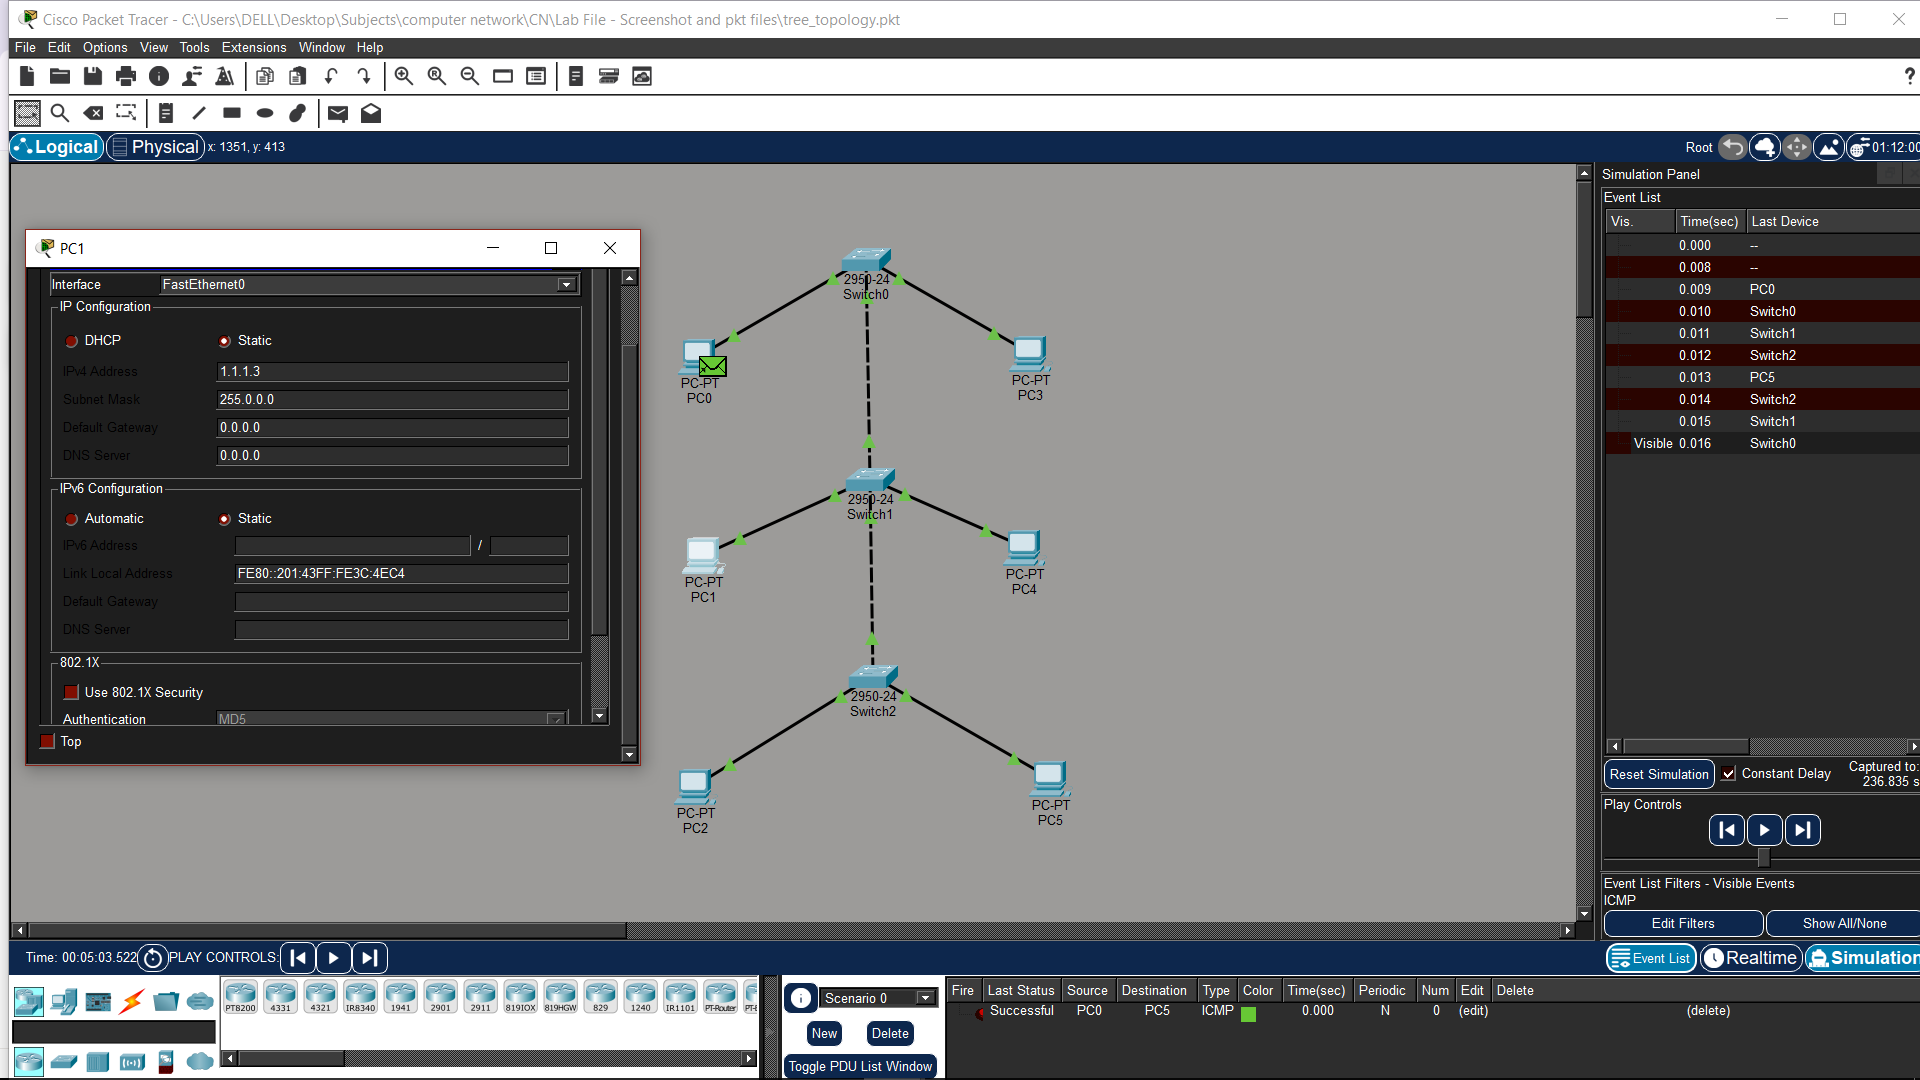 Cisco Packet Tracer - C:\Users\DELL\Desktop\Subjects\computer network\CN\Lab File - Screenshot and pkt files\tree_topology.pkt
File Edit Options View Tools Extensions Window Help
?
Logical Physical x: 1351, y: 413
Root 01:12:00
PC1
Interface FastEthernet0
IP Configuration
DHCP Static
IPv4 Address 1.1.1.3
Subnet Mask 255.0.0.0
Default Gateway 0.0.0.0
DNS Server 0.0.0.0
IPv6 Configuration
Automatic Static
IPv6 Address /
Link Local Address FE80::201:43FF:FE3C:4EC4
Default Gateway
DNS Server
802.1X
Use 802.1X Security
Authentication MD5
Top
2950-24
Switch0
PC-PT
PC0
PC-PT
PC3
2950-24
Switch1
PC-PT
PC1
PC-PT
PC4
2950-24
Switch2
PC-PT
PC2
PC-PT
PC5
Simulation Panel
Event List
Vis. Time(sec) Last Device
0.000 --
0.008 --
0.009 PC0
0.010 Switch0
0.011 Switch1
0.012 Switch2
0.013 PC5
0.014 Switch2
0.015 Switch1
Visible 0.016 Switch0
Reset Simulation Constant Delay Captured to:
236.835 s
Play Controls
Event List Filters - Visible Events
ICMP
Edit Filters Show All/None
Time: 00:05:03.522 PLAY CONTROLS:
Event List Realtime Simulation
PT8200 4331 4321 IR8340 1941 2901 2911 819IOX 819HGW 829 1240 IR1101 PT-Router
Scenario 0
New Delete
Toggle PDU List Window
Fire Last Status Source Destination Type Color Time(sec) Periodic Num Edit Delete
Successful PC0 PC5 ICMP 0.000 N 0 (edit) (delete)